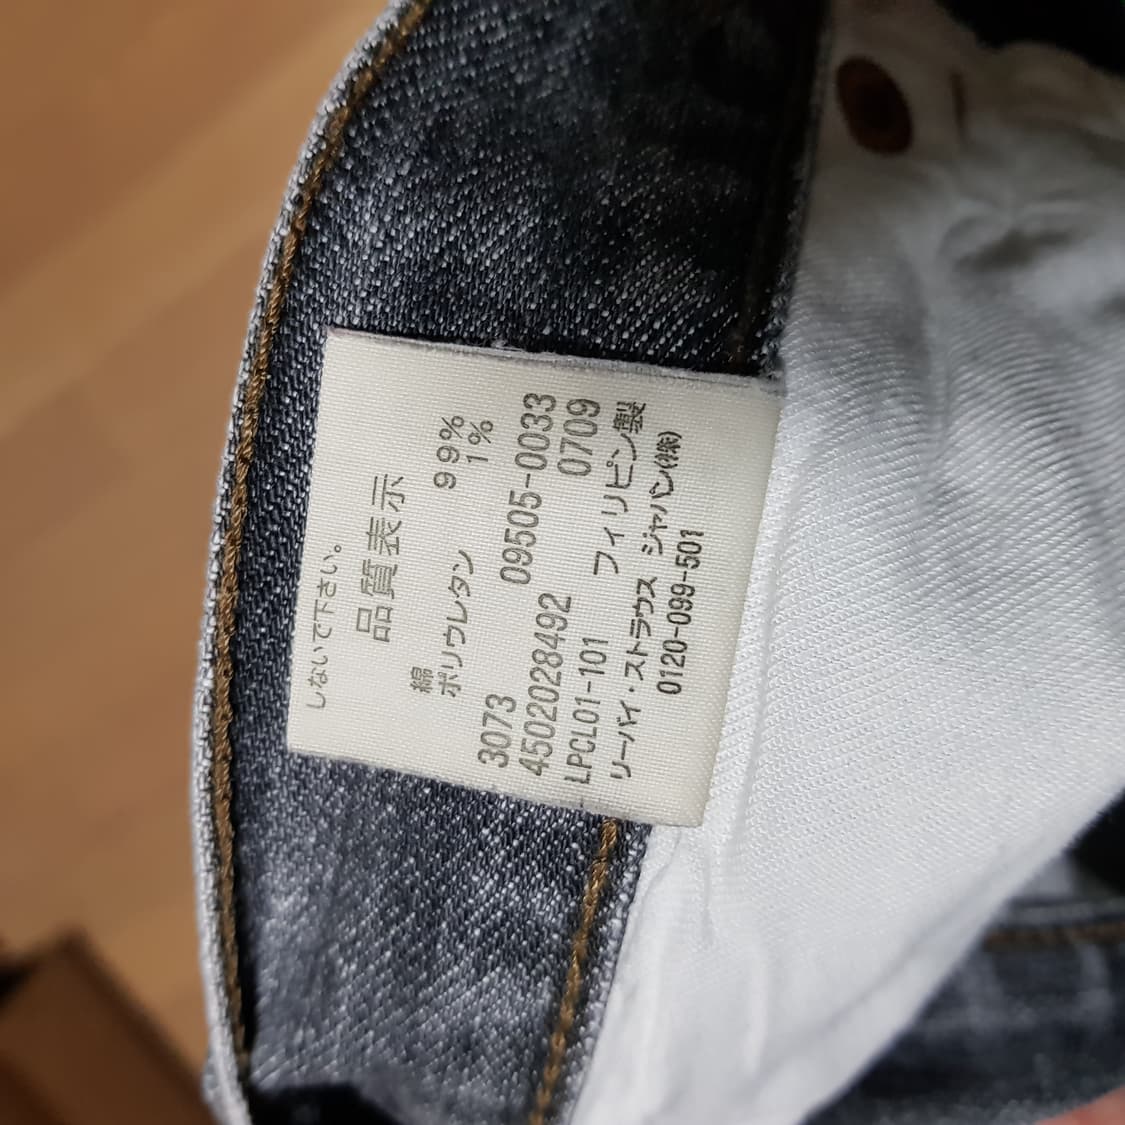 しないで下さい。
品質表示
綿 99%
ポリウレタン 1%
3073 09505-0033
4502028492 0709
LPCL01-101 フィリピン製
リーバイ・ストラウス ジャパン(株)
0120-099-501